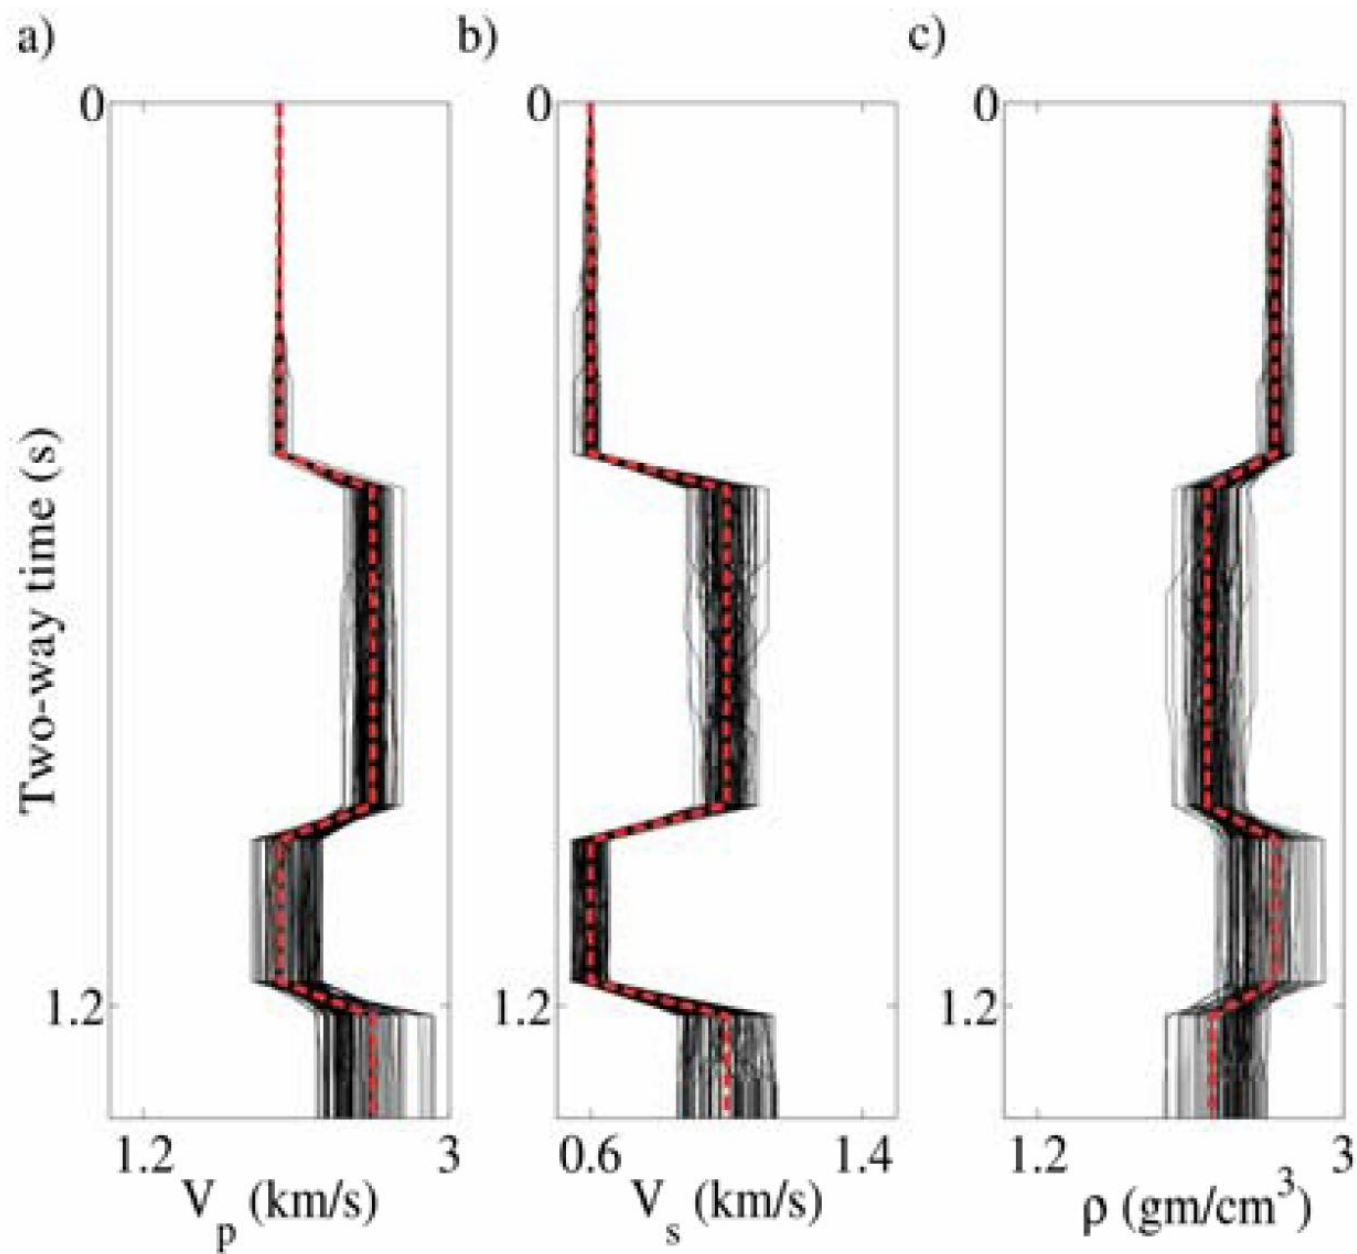 a) b) c)
0 0 0
Two-way time (s)
1.2 1.2 1.2
1.2 3 0.6 1.4 1.2 3
Vp (km/s) Vs (km/s) ρ (gm/cm³)